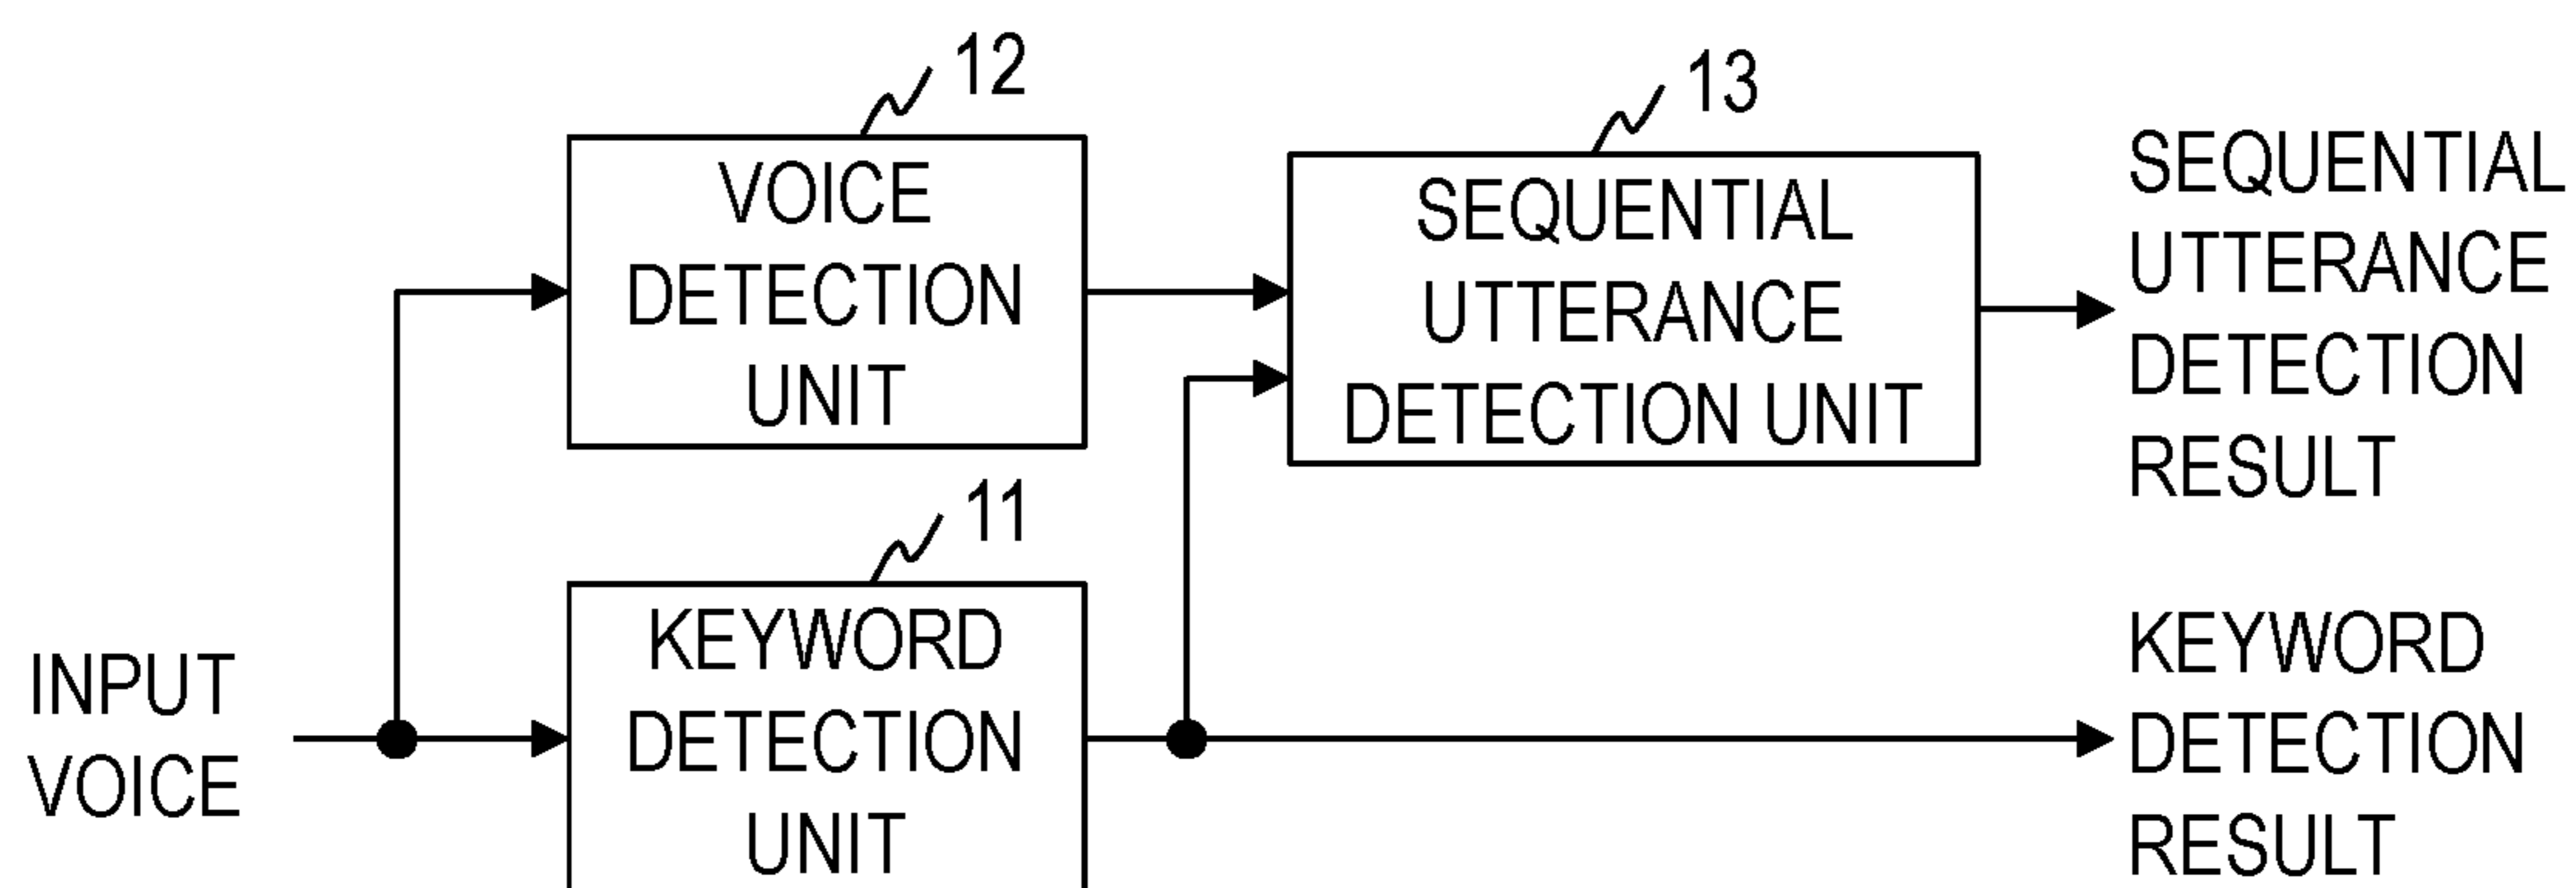 12
VOICE
DETECTION
UNIT
13
SEQUENTIAL
UTTERANCE
DETECTION UNIT
SEQUENTIAL
UTTERANCE
DETECTION
RESULT
INPUT
VOICE
11
KEYWORD
DETECTION
UNIT
KEYWORD
DETECTION
RESULT